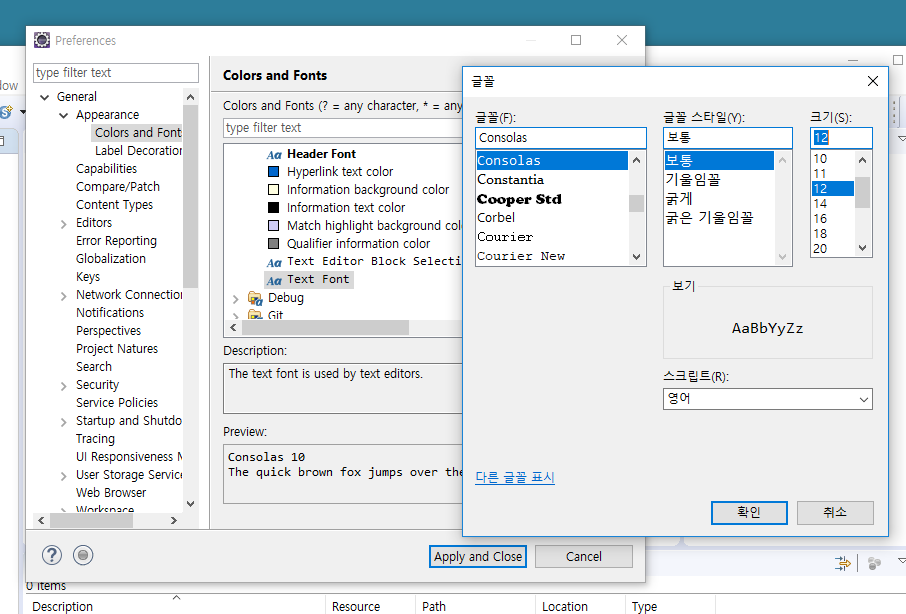 Preferences
type filter text
General
Appearance
Colors and Font
Label Decoration
Capabilities
Compare/Patch
Content Types
Editors
Error Reporting
Globalization
Keys
Network Connection
Notifications
Perspectives
Project Natures
Search
Security
Service Policies
Startup and Shutdo
Tracing
UI Responsiveness M
User Storage Servic
Web Browser
Workspace
Colors and Fonts
Colors and Fonts (? = any character, * = any
type filter text
Aa Header Font
Hyperlink text color
Information background color
Information text color
Match highlight background col
Qualifier information color
Aa Text Editor Block Selecti
Aa Text Font
Debug
Git
Description:
The text font is used by text editors.
Preview:
Consolas 10
The quick brown fox jumps over the
Apply and Close
Cancel
글꼴
글꼴(F):
Consolas
Consolas
Constantia
Cooper Std
Corbel
Courier
Courier New
글꼴 스타일(Y):
보통
보통
기울임꼴
굵게
굵은 기울임꼴
크기(S):
12
10
11
12
14
16
18
20
보기
AaBbYyZz
스크립트(R):
영어
다른 글꼴 표시
확인
취소
dow
0 items
Description
Resource
Path
Location
Type